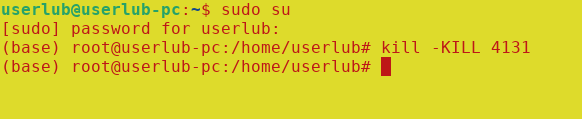 userlub@userlub-pc:~$ sudo su
[sudo] password for userlub:
(base) root@userlub-pc:/home/userlub# kill -KILL 4131
(base) root@userlub-pc:/home/userlub#